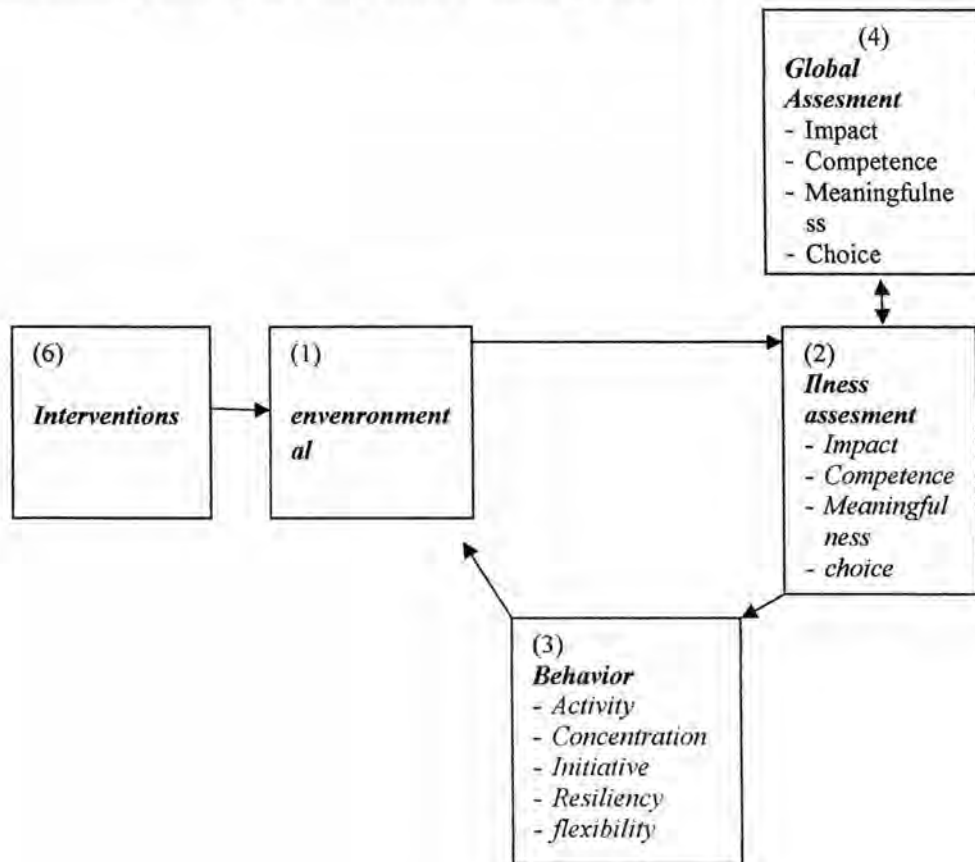 (4)
Global
Assesment
- Impact
- Competence
- Meaningfulne
ss
- Choice
(6)
Interventions
(1)
envenronment
al
(2)
Ilness
assesment
- Impact
- Competence
- Meaningful
ness
- choice
(3)
Behavior
- Activity
- Concentration
- Initiative
- Resiliency
- flexibility